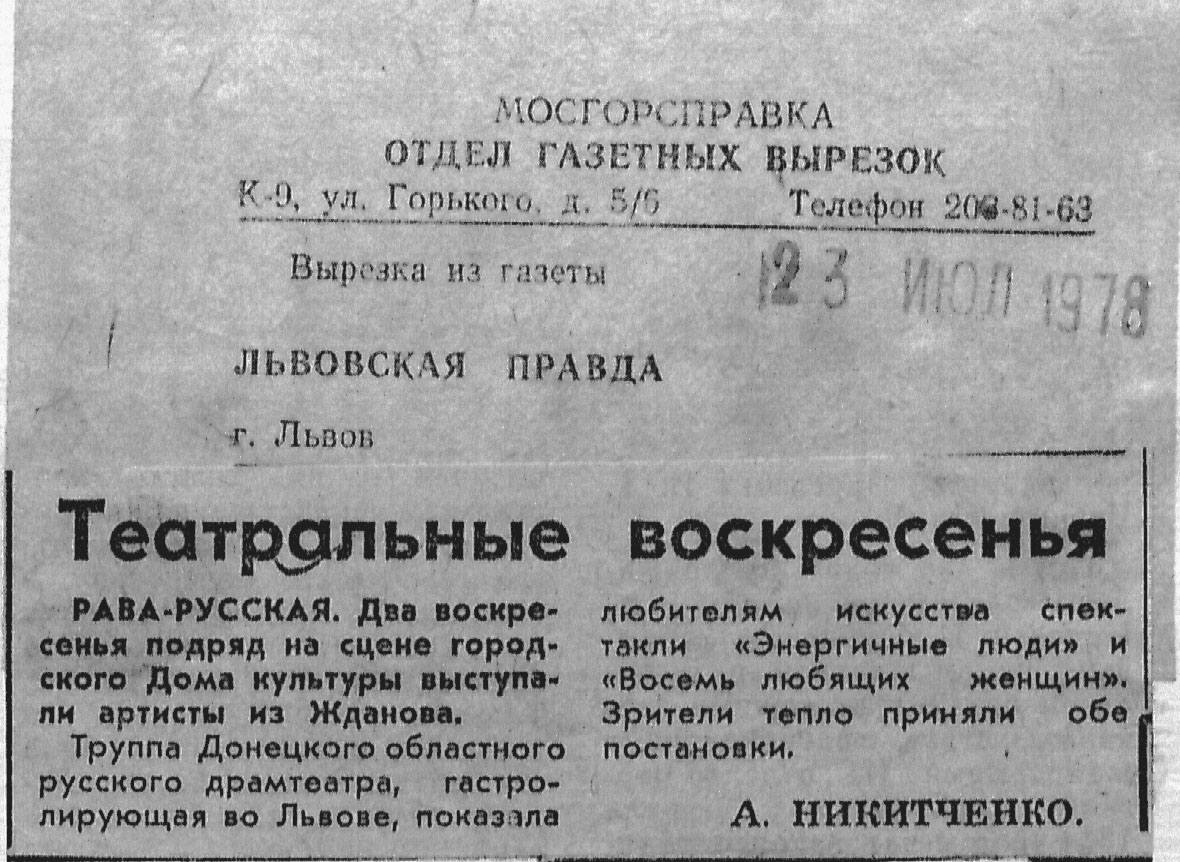 МОСГОРСПРАВКА
ОТДЕЛ ГАЗЕТНЫХ ВЫРЕЗОК
К-9, ул. Горького, д. 5/6 Телефон 203-81-63
Вырезка из газеты
23 ИЮЛ 1978
ЛЬВОВСКАЯ ПРАВДА
г. Львов
Театральные воскресенья
РАВА-РУССКАЯ. Два воскре-
сенья подряд на сцене город-
ского Дома культуры выступа-
ли артисты из Жданова.
Труппа Донецкого областного
русского драмтеатра, гастро-
лирующая во Львове, показала
любителям искусства спек-
такли «Энергичные люди» и
«Восемь любящих женщин».
Зрители тепло приняли обе
постановки.
А. НИКИТЧЕНКО.